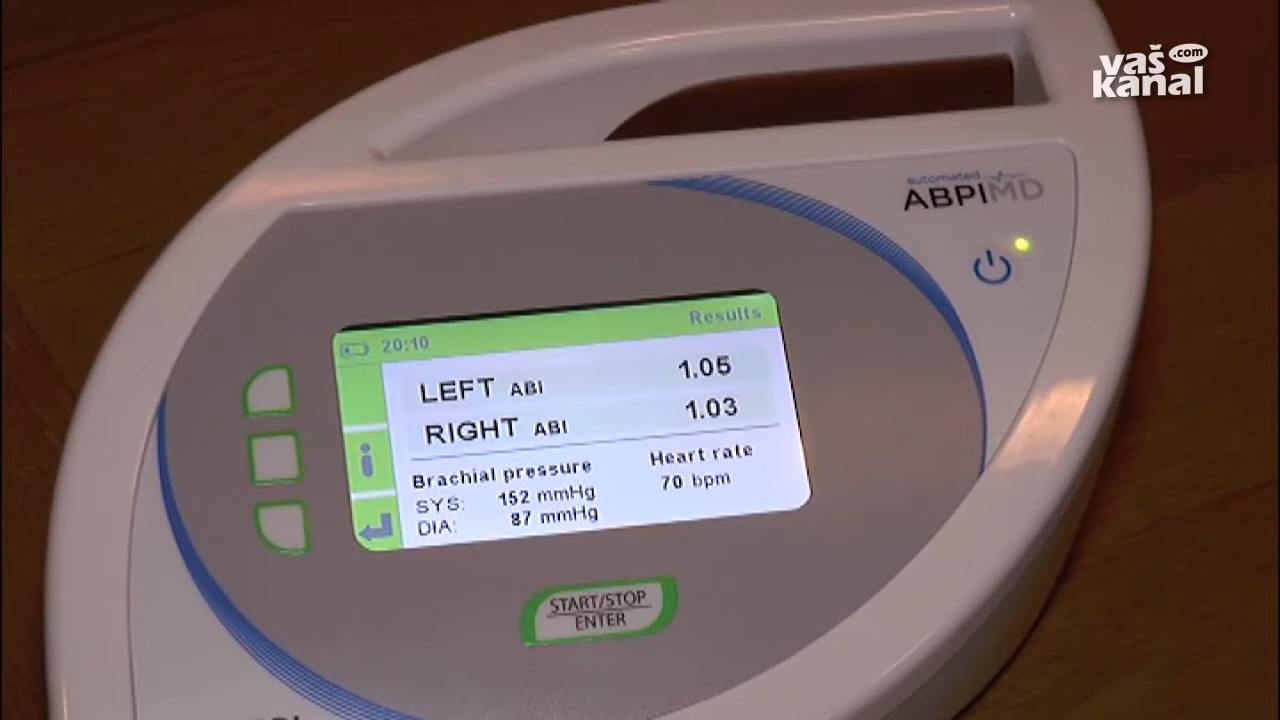 vaš .com
kanal
automated
ABPIMD
20:10 Results
LEFT ABI 1.05
RIGHT ABI 1.03
Brachial pressure Heart rate
SYS: 152 mmHg 70 bpm
DIA: 87 mmHg
START/STOP
ENTER